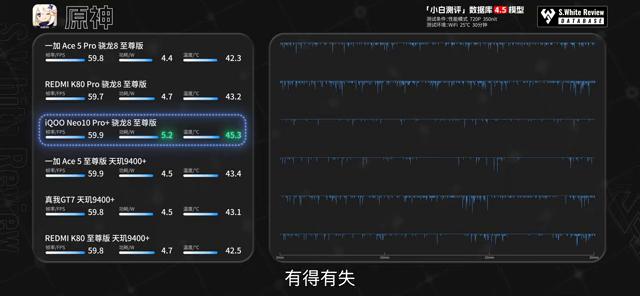 原神
「小白测评」数据库 4.5 模型
测试条件:性能模式 720P 350nit
测试环境:WiFi 25℃ 30分钟
S.White Review
DATABASE
一加 Ace 5 Pro 骁龙8 至尊版
帧率/FPS 59.8 功耗/W 4.4 温度/℃ 42.3
REDMI K80 Pro 骁龙8 至尊版
帧率/FPS 59.7 功耗/W 4.7 温度/℃ 43.2
iQOO Neo10 Pro+ 骁龙8 至尊版
帧率/FPS 59.9 功耗/W 5.2 温度/℃ 45.3
一加 Ace 5 至尊版 天玑9400+
帧率/FPS 59.9 功耗/W 4.5 温度/℃ 43.4
真我GT7 天玑9400+
帧率/FPS 59.8 功耗/W 4.5 温度/℃ 43.1
REDMI K80 至尊版 天玑9400+
帧率/FPS 59.8 功耗/W 4.7 温度/℃ 42.5
有得有失